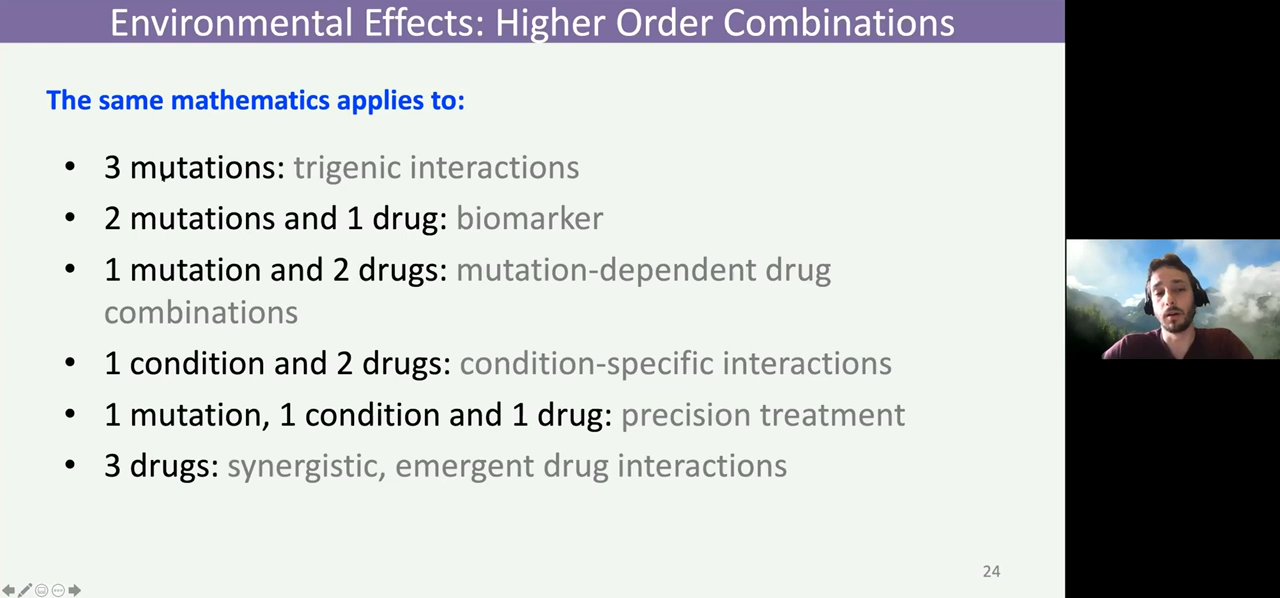 Environmental Effects: Higher Order Combinations
The same mathematics applies to:
• 3 mutations: trigenic interactions
• 2 mutations and 1 drug: biomarker
• 1 mutation and 2 drugs: mutation-dependent drug
combinations
• 1 condition and 2 drugs: condition-specific interactions
• 1 mutation, 1 condition and 1 drug: precision treatment
• 3 drugs: synergistic, emergent drug interactions
24